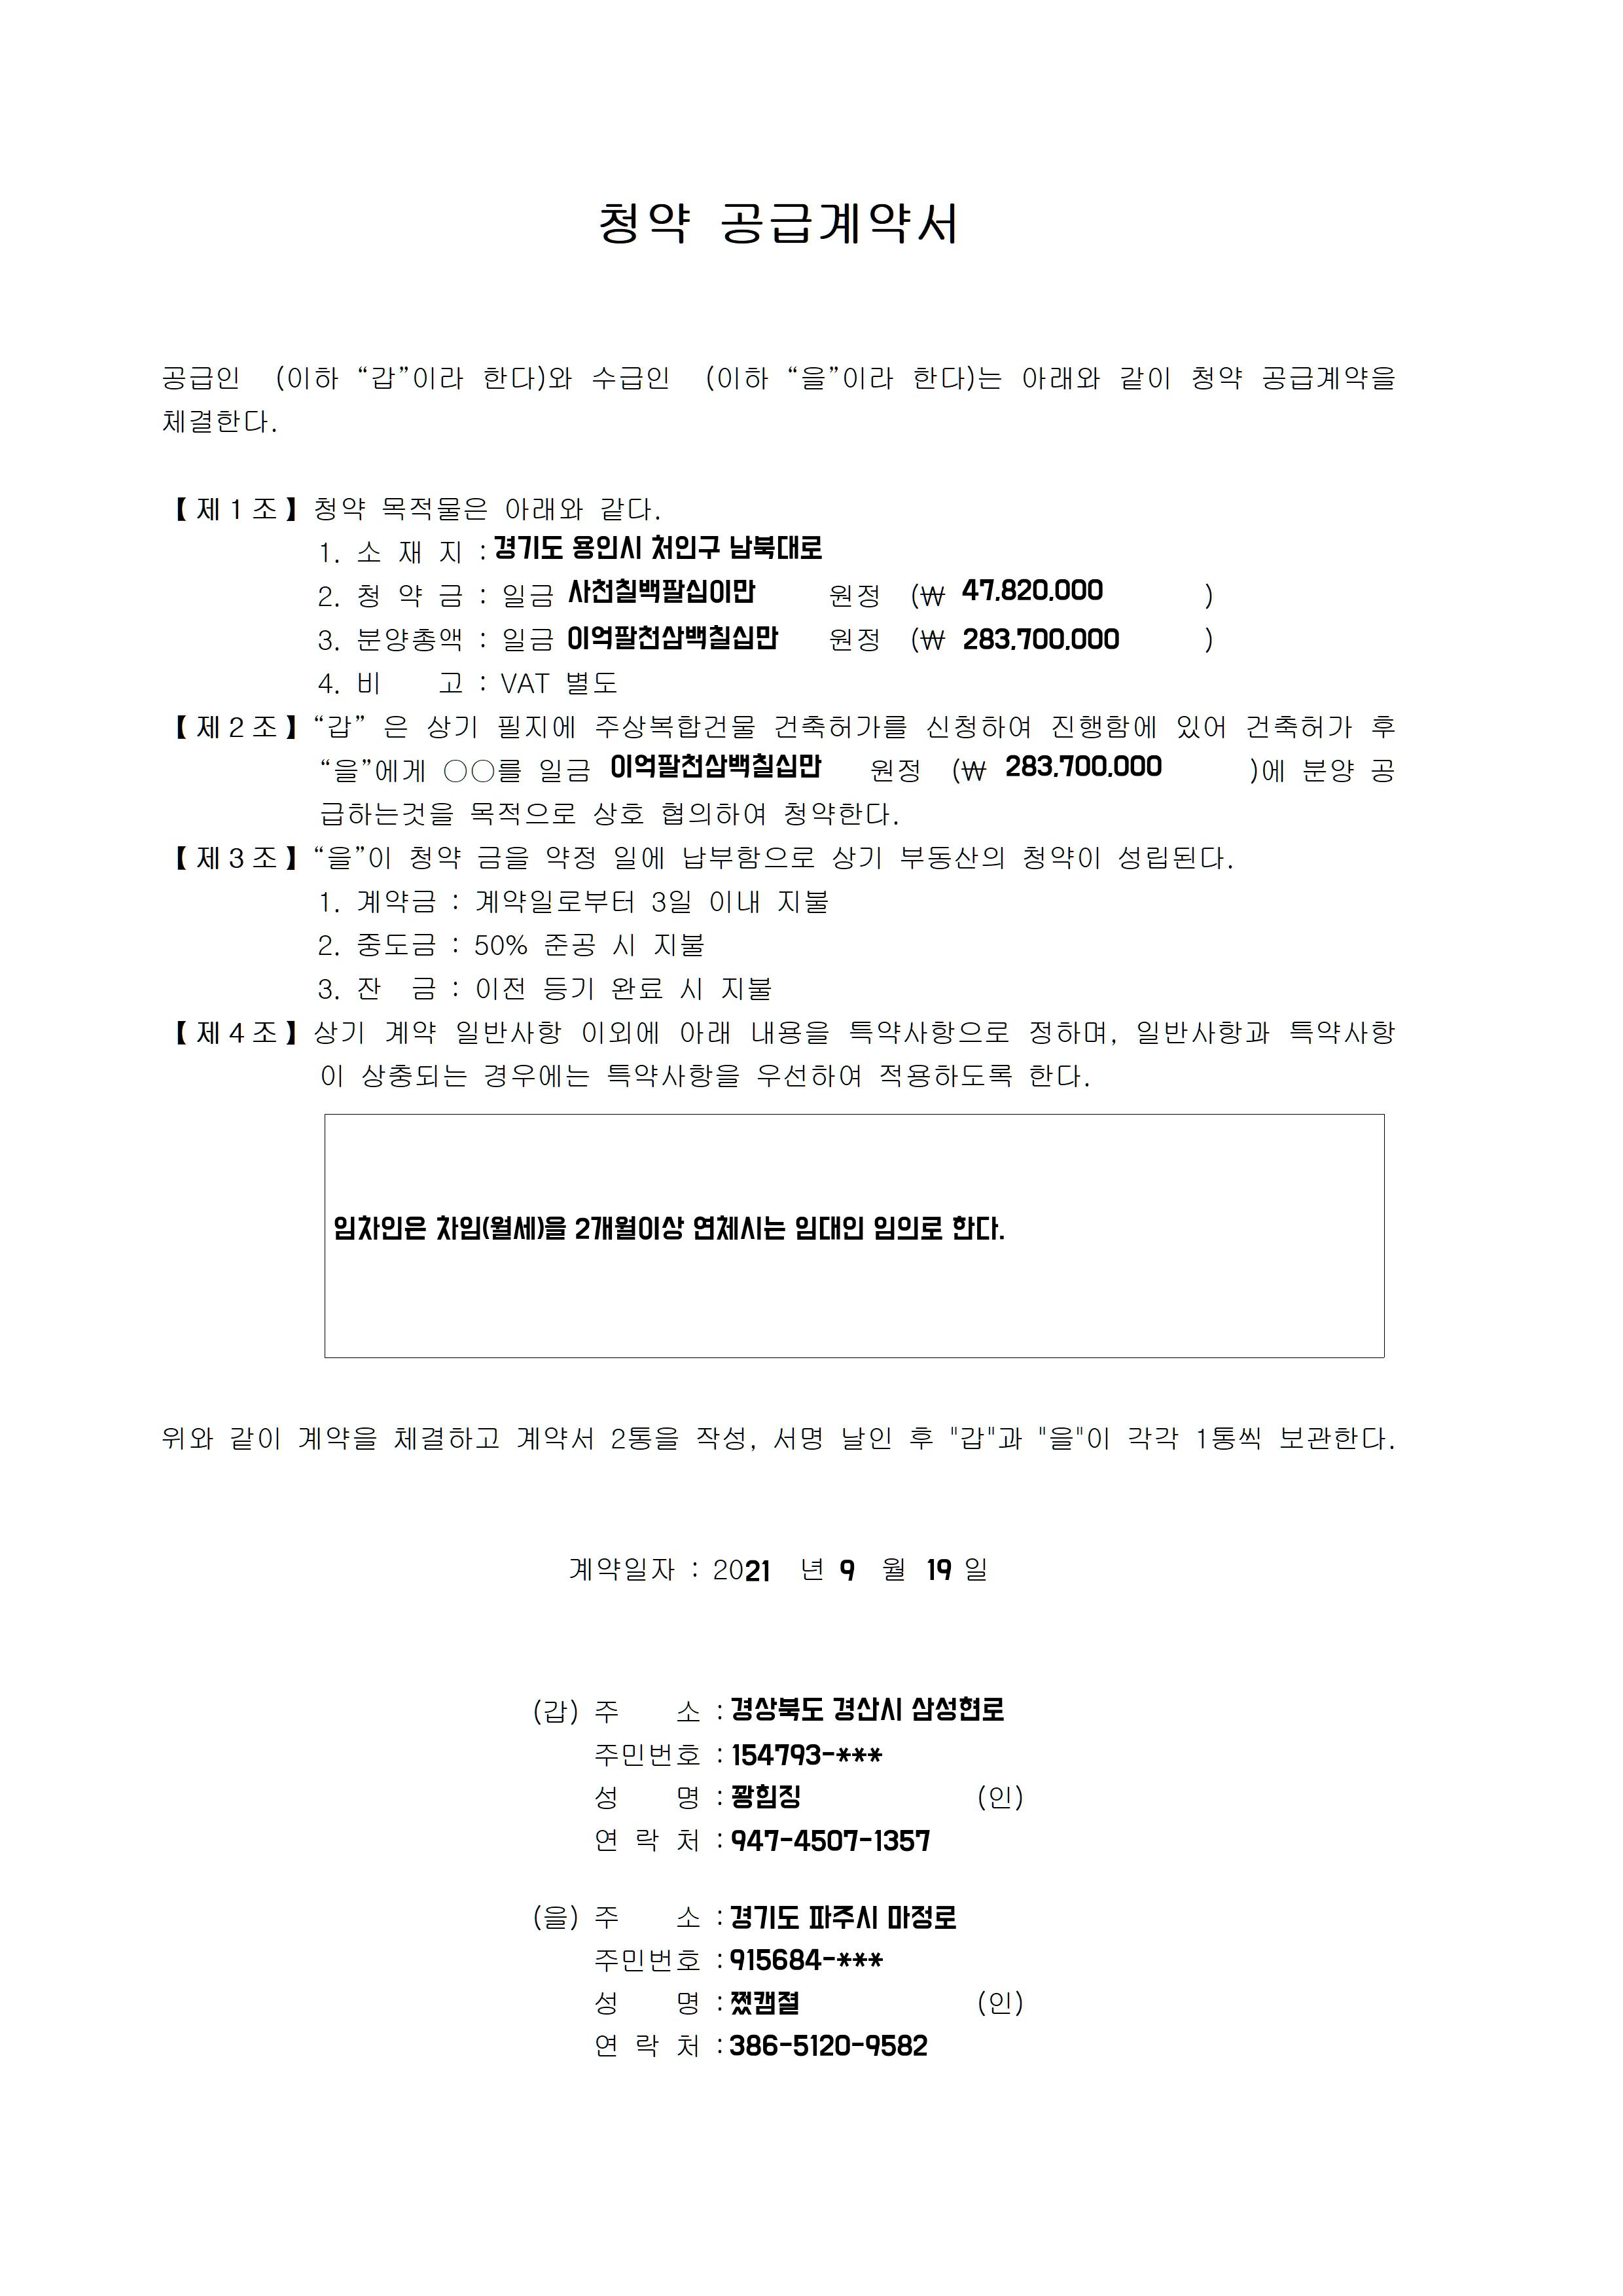 청약 공급계약서
공급인 (이하 “갑”이라 한다)와 수급인 (이하 “을”이라 한다)는 아래와 같이 청약 공급계약을
체결한다.
【제1조】청약 목적물은 아래와 같다.
1. 소 재 지 : 경기도 용인시 처인구 남북대로
2. 청 약 금 : 일금 사천칠백팔십이만 원정 (₩ 47,820,000 )
3. 분양총액 : 일금 이억팔천삼백칠십만 원정 (₩ 283,700,000 )
4. 비 고 : VAT 별도
【제2조】“갑” 은 상기 필지에 주상복합건물 건축허가를 신청하여 진행함에 있어 건축허가 후
“을”에게 ○○를 일금 이억팔천삼백칠십만 원정 (₩ 283,700,000 )에 분양 공
급하는것을 목적으로 상호 협의하여 청약한다.
【제3조】“을”이 청약 금을 약정 일에 납부함으로 상기 부동산의 청약이 성립된다.
1. 계약금 : 계약일로부터 3일 이내 지불
2. 중도금 : 50% 준공 시 지불
3. 잔 금 : 이전 등기 완료 시 지불
【제4조】상기 계약 일반사항 이외에 아래 내용을 특약사항으로 정하며, 일반사항과 특약사항
이 상충되는 경우에는 특약사항을 우선하여 적용하도록 한다.
임차인은 차임(월세)을 2개월이상 연체시는 임대인 임의로 한다.
위와 같이 계약을 체결하고 계약서 2통을 작성, 서명 날인 후 "갑"과 "을"이 각각 1통씩 보관한다.
계약일자 : 2021 년 9 월 19 일
(갑) 주 소 : 경상북도 경산시 삼성현로
주민번호 : 154793-***
성 명 : 꽝힘징 (인)
연 락 처 : 947-4507-1357
(을) 주 소 : 경기도 파주시 마정로
주민번호 : 915684-***
성 명 : 쩠캠졀 (인)
연 락 처 : 386-5120-9582